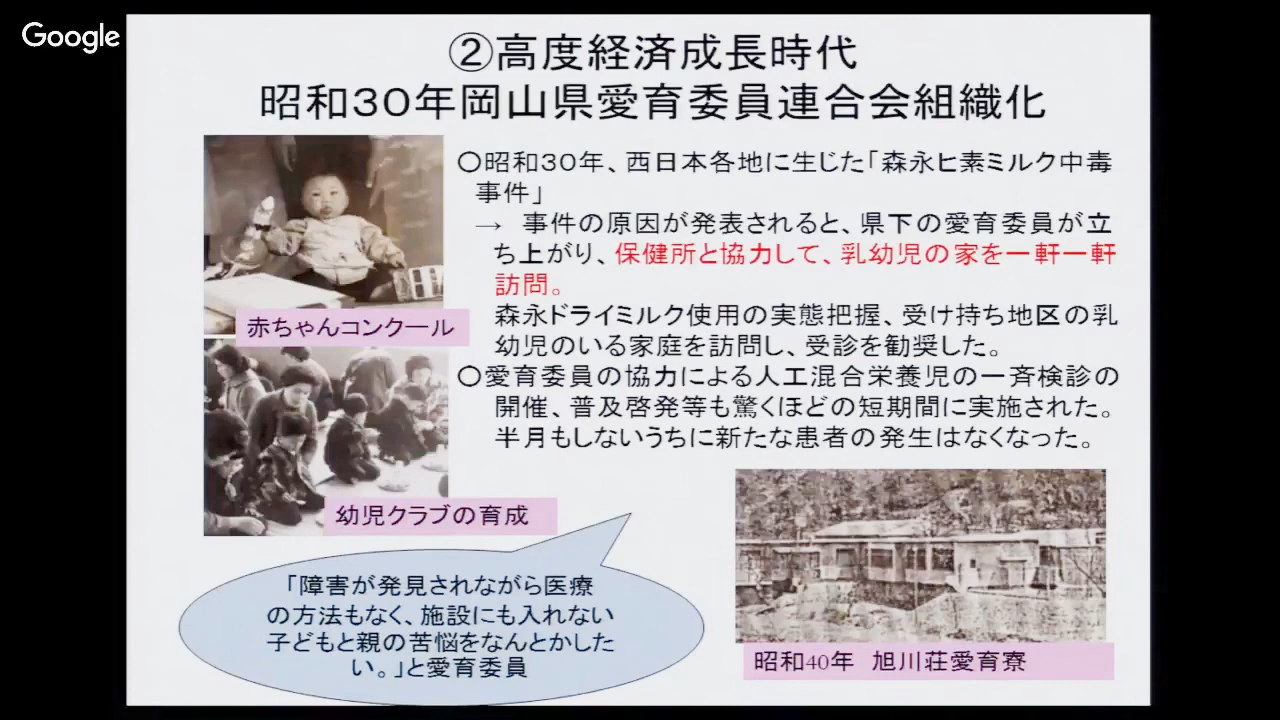 Google
②高度経済成長時代
昭和３０年岡山県愛育委員連合会組織化
○昭和３０年、西日本各地に生じた「森永ヒ素ミルク中毒
事件」
→ 事件の原因が発表されると、県下の愛育委員が立
ち上がり、保健所と協力して、乳幼児の家を一軒一軒
訪問。
森永ドライミルク使用の実態把握、受け持ち地区の乳
幼児のいる家庭を訪問し、受診を勧奨した。
○愛育委員の協力による人工混合栄養児の一斉検診の
開催、普及啓発等も驚くほどの短期間に実施された。
半月もしないうちに新たな患者の発生はなくなった。
赤ちゃんコンクール
幼児クラブの育成
「障害が発見されながら医療
の方法もなく、施設にも入れない
子どもと親の苦悩をなんとかした
い。」と愛育委員
昭和40年 旭川荘愛育寮